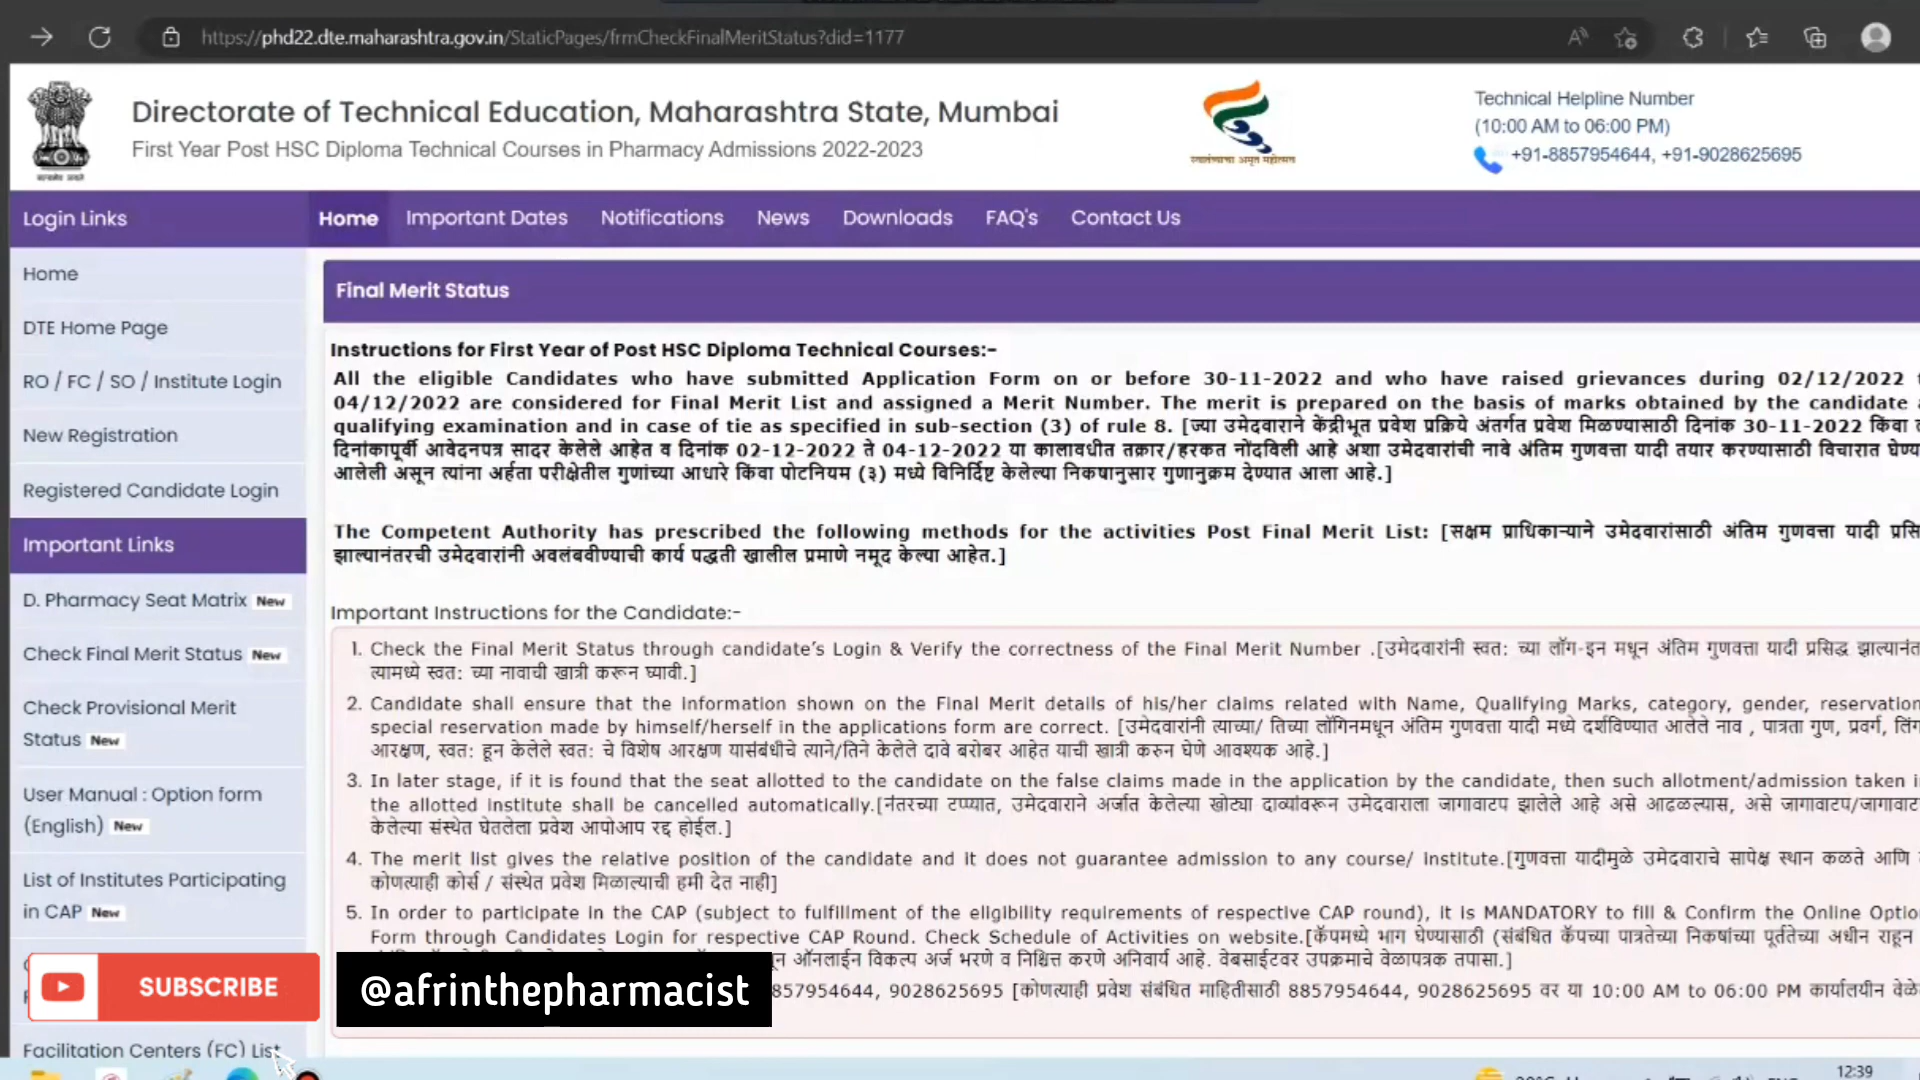 https://phd22.dte.maharashtra.gov.in/StaticPages/frmCheckFinalMeritStatus?did=1177
Directorate of Technical Education, Maharashtra State, Mumbai
First Year Post HSC Diploma Technical Courses in Pharmacy Admissions 2022-2023
Technical Helpline Number
(10:00 AM to 06:00 PM)
+91-8857954644, +91-9028625695
Login Links
Home Important Dates Notifications News Downloads FAQ's Contact Us
Home
DTE Home Page
RO / FC / SO / Institute Login
New Registration
Registered Candidate Login
Important Links
D. Pharmacy Seat Matrix New
Check Final Merit Status New
Check Provisional Merit
Status New
User Manual : Option form
(English) New
List of Institutes Participating
in CAP New
Facilitation Centers (FC) List
Final Merit Status
Instructions for First Year of Post HSC Diploma Technical Courses:-
All the eligible Candidates who have submitted Application Form on or before 30-11-2022 and who have raised grievances during 02/12/2022
04/12/2022 are considered for Final Merit List and assigned a Merit Number. The merit is prepared on the basis of marks obtained by the candidate
qualifying examination and in case of tie as specified in sub-section (3) of rule 8. [ज्या उमेदवाराने केंद्रीभूत प्रवेश प्रक्रिये अंतर्गत प्रवेश मिळण्यासाठी दिनांक 30-11-2022 किंवा
दिनांकापूर्वी आवेदनपत्र सादर केलेले आहेत व दिनांक 02-12-2022 ते 04-12-2022 या कालावधीत तक्रार/हरकत नोंदविली आहे अशा उमेदवारांची नावे अंतिम गुणवत्ता यादी तयार करण्यासाठी विचारात
आलेली असून त्यांना अर्हता परीक्षेतील गुणांच्या आधारे किंवा पोटनियम (३) मध्ये विनिर्दिष्ट केलेल्या निकषानुसार गुणानुक्रम देण्यात आला आहे.]
The Competent Authority has prescribed the following methods for the activities Post Final Merit List: [सक्षम प्राधिकाऱ्याने उमेदवारांसाठी अंतिम गुणवत्ता यादी
झाल्यानंतरची उमेदवारांनी अवलंबवीण्याची कार्य पद्धती खालील प्रमाणे नमूद केल्या आहेत.]
Important Instructions for the Candidate:-
1. Check the Final Merit Status through candidate's Login & Verify the correctness of the Final Merit Number .[उमेदवारांनी स्वत: च्या लॉग-इन मधून अंतिम गुणवत्ता यादी प्रसिद्ध
त्यामध्ये स्वत: च्या नावाची खात्री करून घ्यावी.]
2. Candidate shall ensure that the information shown on the Final Merit details of his/her claims related with Name, Qualifying Marks, category, gender, reservation
special reservation made by himself/herself in the applications form are correct. [उमेदवारांनी त्याच्या/ तिच्या लॉगिनमधून अंतिम गुणवत्ता यादी मध्ये दर्शविण्यात आलेले नाव , पात्रता गुण, प्रवर्ग,
आरक्षण, स्वत: हून केलेले स्वत: चे विशेष आरक्षण यासंबंधीचे त्याने/तिने केलेले दावे बरोबर आहेत याची खात्री करुन घेणे आवश्यक आहे.]
3. In later stage, if it is found that the seat allotted to the candidate on the false claims made in the application by the candidate, then such allotment/admission taken
the allotted institute shall be cancelled automatically.[नंतरच्या टप्प्यात, उमेदवाराने अर्जात केलेल्या खोट्या दाव्यांवरून उमेदवाराला जागावाटप झालेले आहे असे आढळल्यास, असे
केलेल्या संस्थेत घेतलेला प्रवेश आपोआप रद्द होईल.]
4. The merit list gives the relative position of the candidate and it does not guarantee admission to any course/ Institute.[गुणवत्ता यादीमुळे उमेदवाराचे सापेक्ष स्थान कळते आणि
कोणत्याही कोर्स / संस्थेत प्रवेश मिळाल्याची हमी देत नाही]
5. In order to participate in the CAP (subject to fulfillment of the eligibility requirements of respective CAP round), it is MANDATORY to fill & Confirm the Online
Form through Candidates Login for respective CAP Round. Check Schedule of Activities on website.[कॅपमध्ये भाग घेण्यासाठी (संबंधित कॅपच्या पात्रतेच्या निकषांच्या पूर्ततेच्या अधीन राहून
ऑनलाईन विकल्प अर्ज भरणे व निश्चित करणे अनिवार्य आहे. वेबसाईटवर उपक्रमाचे वेळापत्रक तपासा.]
857954644, 9028625695 [कोणत्याही प्रवेश संबंधित माहितीसाठी 8857954644, 9028625695 वर या 10:00 AM to 06:00 PM कार्यालयीन
SUBSCRIBE
@afrinthepharmacist
12:39